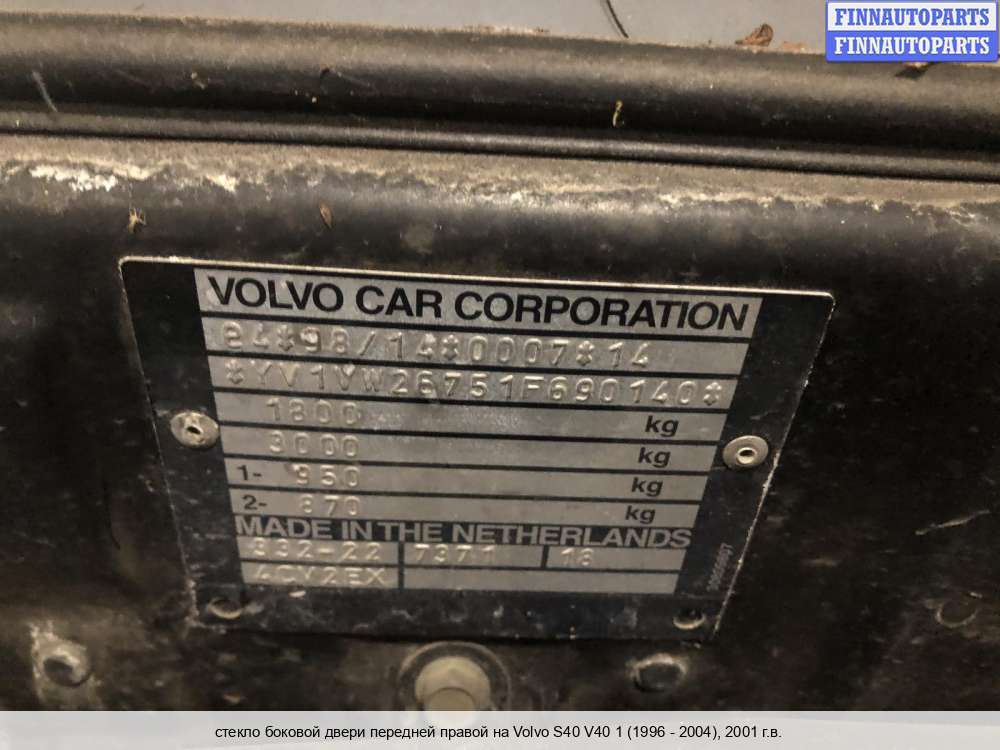 FINNAUTOPARTS
FINNAUTOPARTS
VOLVO CAR CORPORATION
e4*98/14*0007*14
*YV1VW26751F690140*
1800 kg
3000 kg
1- 950 kg
2- 870 kg
MADE IN THE NETHERLANDS
332-22 7371 18
4CY2EX
стекло боковой двери передней правой на Volvo S40 V40 1 (1996 - 2004), 2001 г.в.